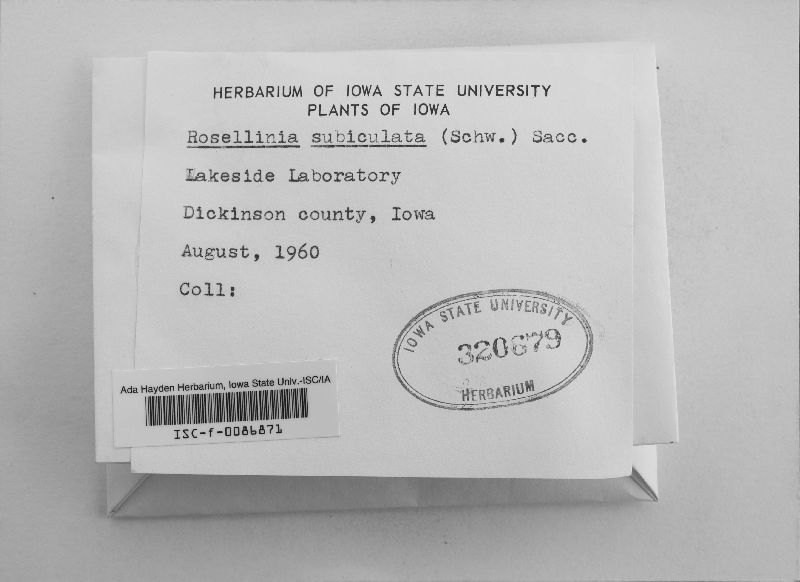 HERBARIUM OF IOWA STATE UNIVERSITY
PLANTS OF IOWA
Rosellinia subiculata (Schw.) Sacc.
Lakeside Laboratory
Dickinson county, Iowa
August, 1960
Coll:
IOWA STATE UNIVERSITY
320679
HERBARIUM
Ada Hayden Herbarium, Iowa State Univ.-ISC/IA
ISC-f-0086871